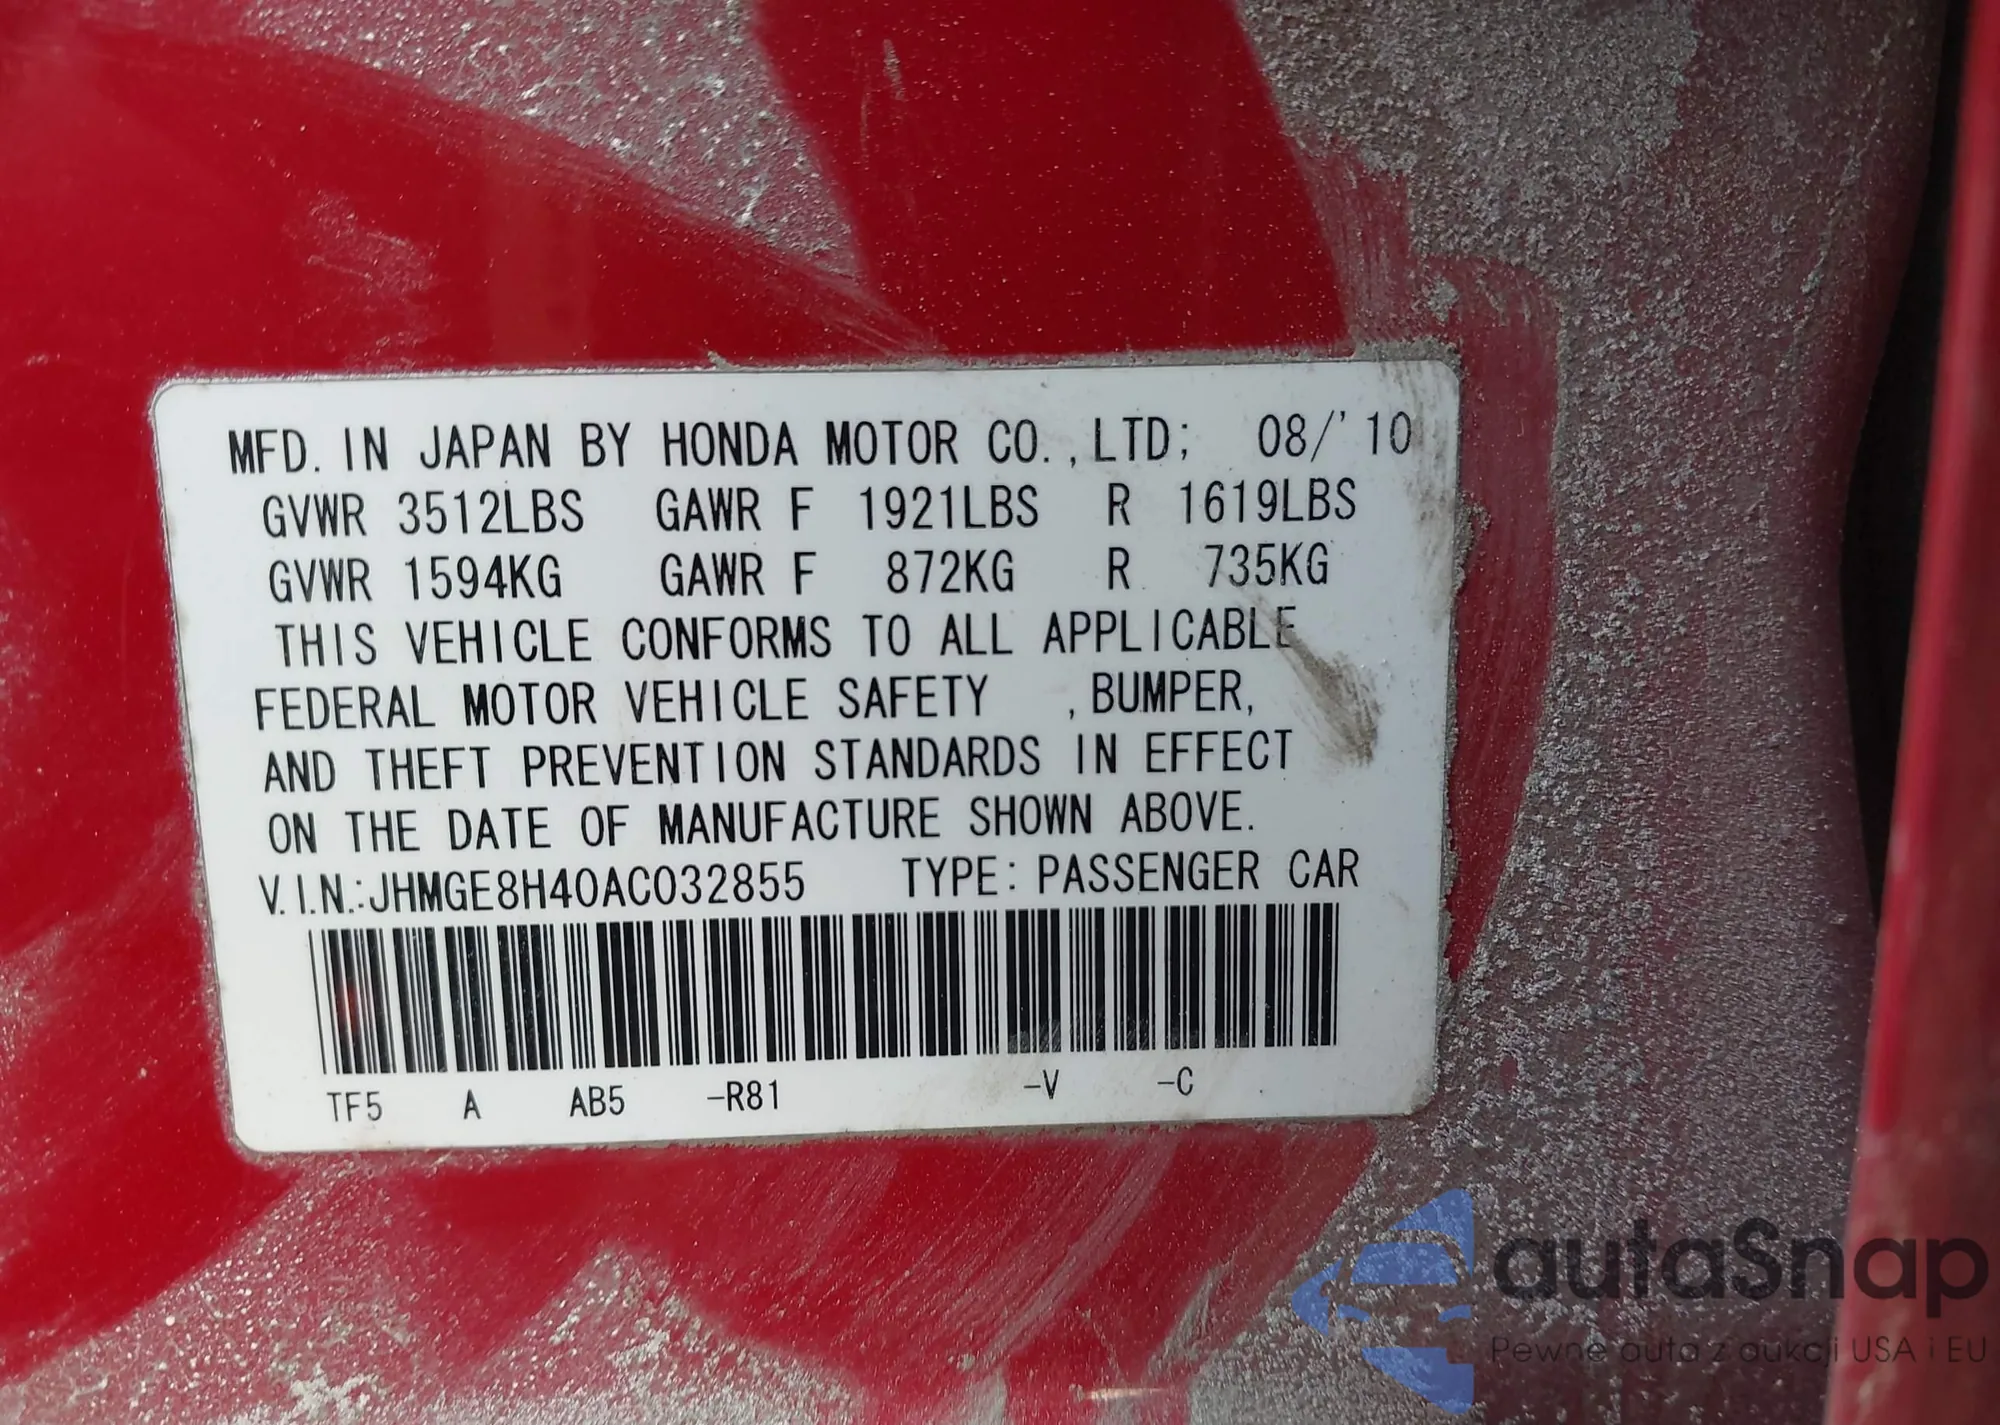 MFD. IN JAPAN BY HONDA MOTOR CO.,LTD; 08/'10
GVWR 3512LBS GAWR F 1921LBS R 1619LBS
GVWR 1594KG GAWR F 872KG R 735KG
THIS VEHICLE CONFORMS TO ALL APPLICABLE
FEDERAL MOTOR VEHICLE SAFETY ,BUMPER,
AND THEFT PREVENTION STANDARDS IN EFFECT
ON THE DATE OF MANUFACTURE SHOWN ABOVE.
V.I.N.:JHMGE8H40AC032855 TYPE:PASSENGER CAR
TF5 A AB5 -R81 -V -C
autaSnap
Pewne auta z aukcji USA i EU